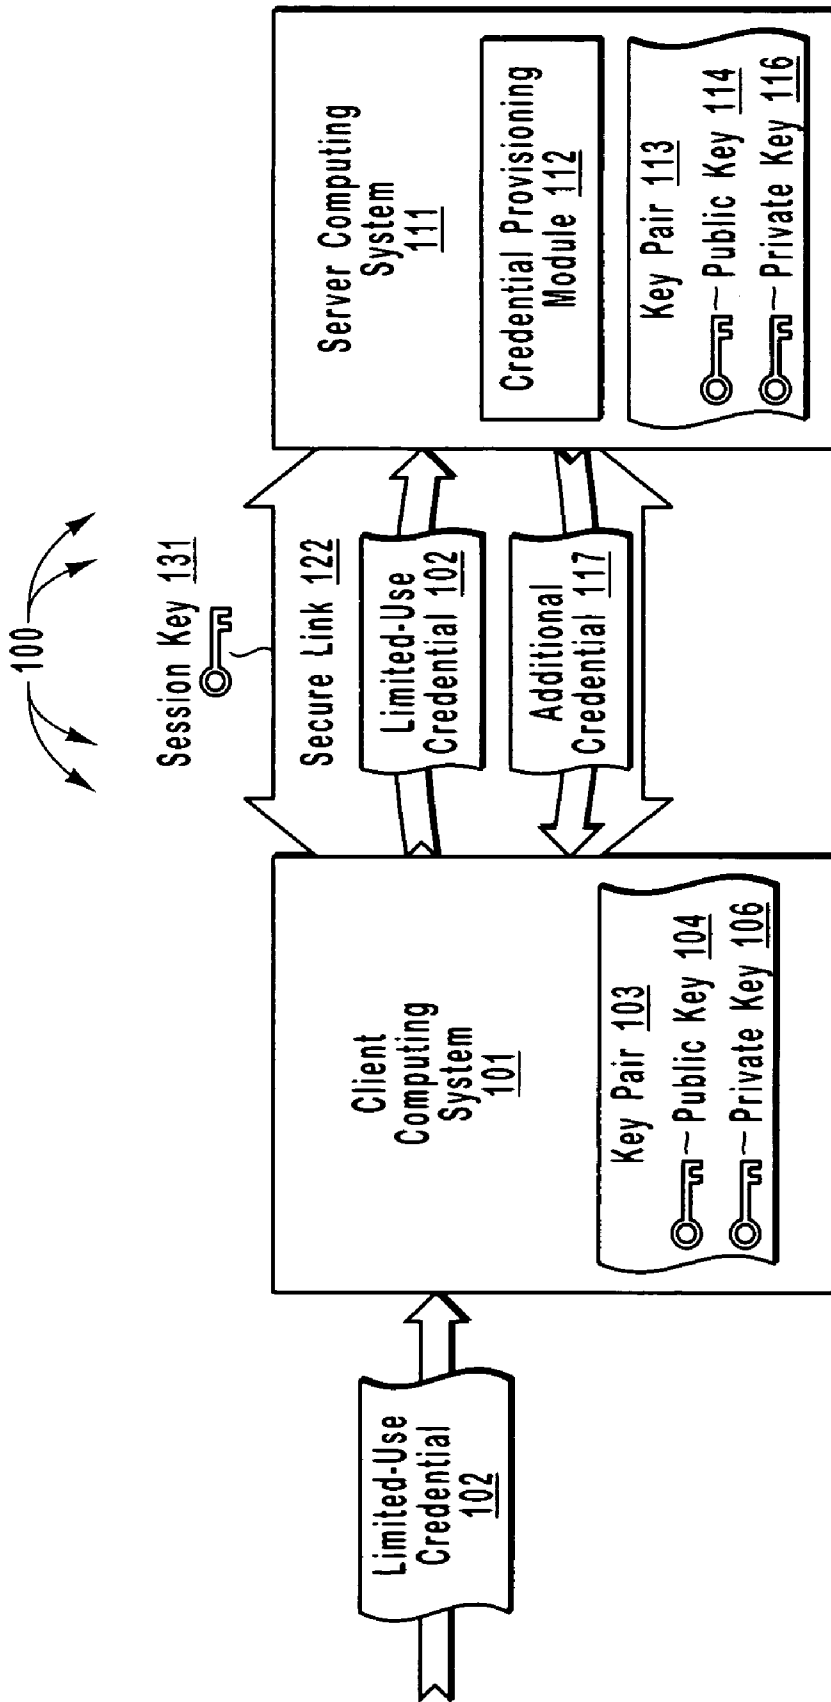 100
Session Key 131
Secure Link 122
Limited-Use
Credential 102
Additional
Credential 117
Limited-Use
Credential
102
Client
Computing
System
101
Key Pair 103
Public Key 104
Private Key 106
Server Computing
System
111
Credential Provisioning
Module 112
Key Pair 113
Public Key 114
Private Key 116